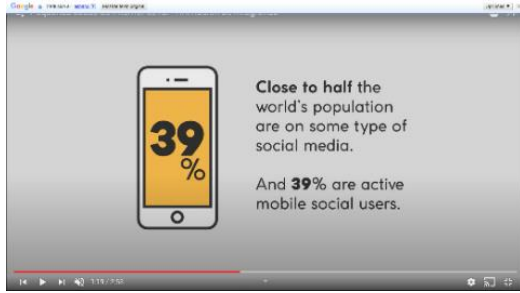 Google
39
%
Close to half the
world's population
are on some type of
social media.
And 39% are active
mobile social users.